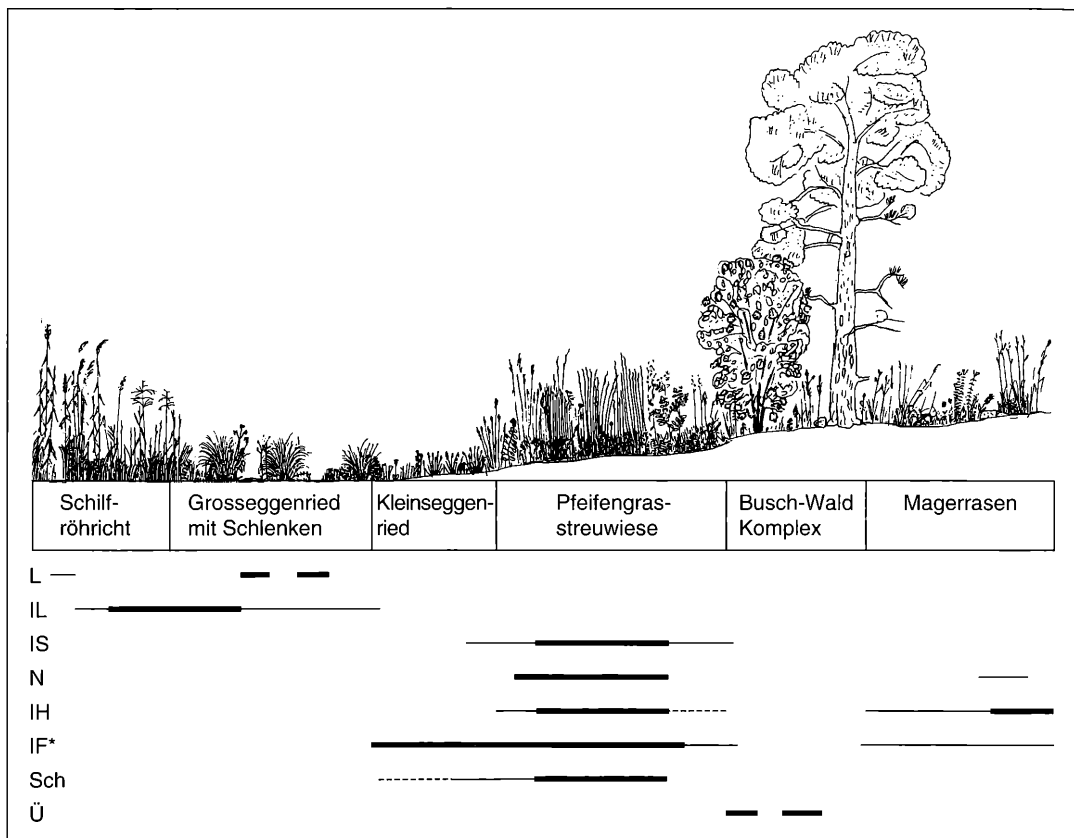 Schilf-
röhricht
Grosseggenried
mit Schlenken
Kleinseggen-
ried
Pfeifengras-
streuwiese
Busch-Wald
Komplex
Magerrasen
L
IL
IS
N
IH
IF*
Sch
Ü